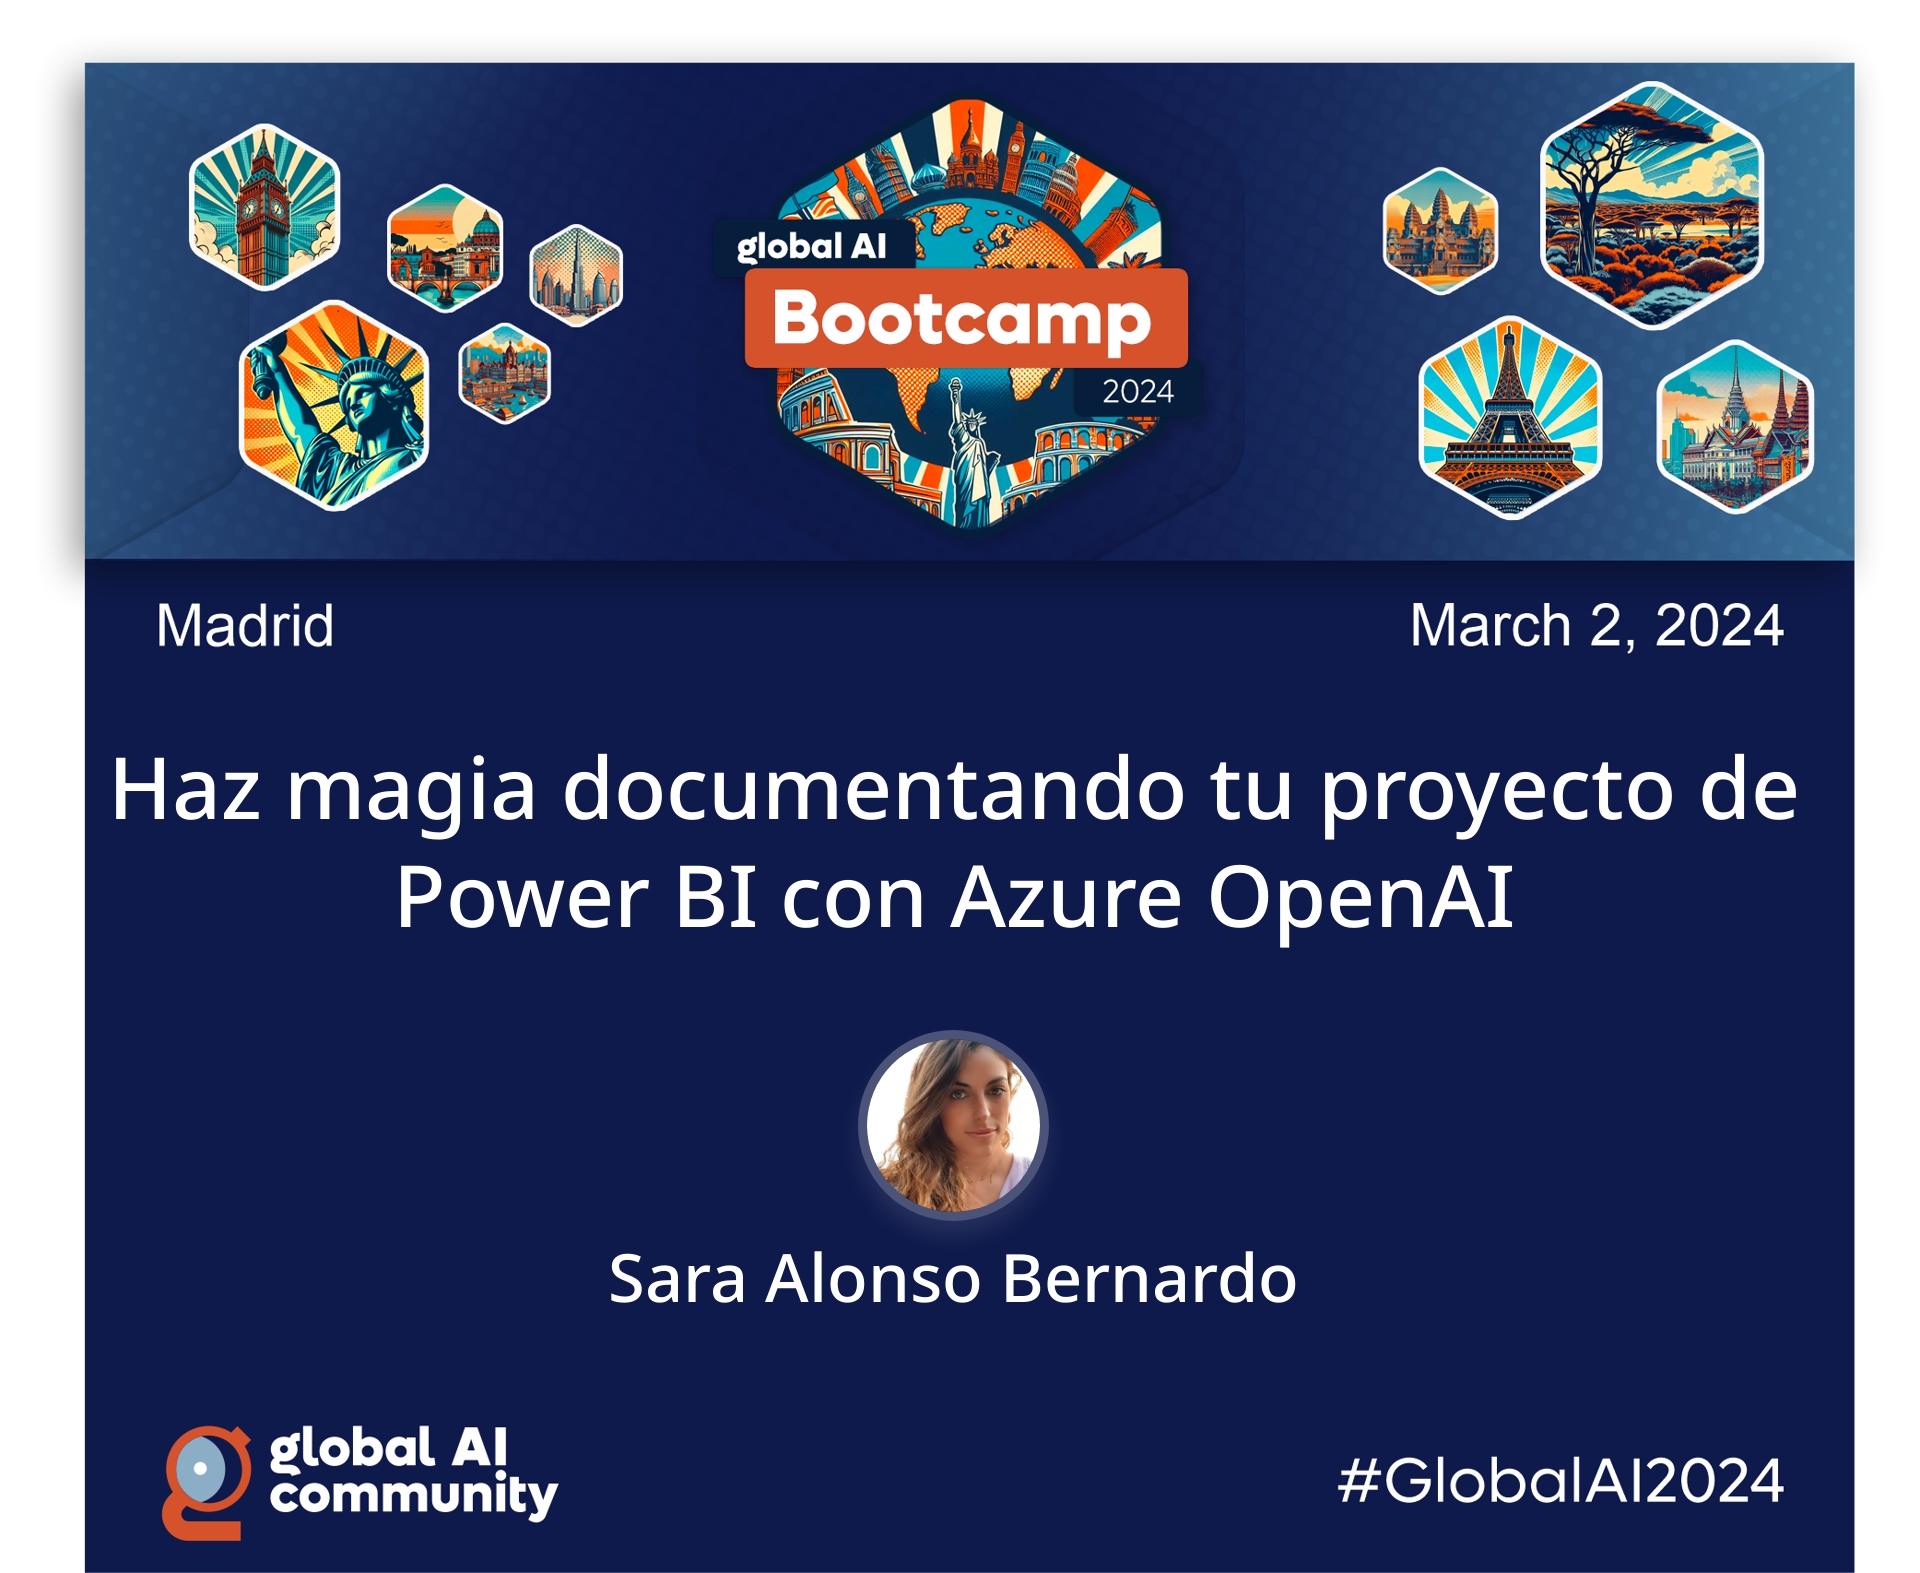 global AI
Bootcamp
2024
Madrid
March 2, 2024
Haz magia documentando tu proyecto de
Power BI con Azure OpenAI
Sara Alonso Bernardo
global AI
community
#GlobalAI2024